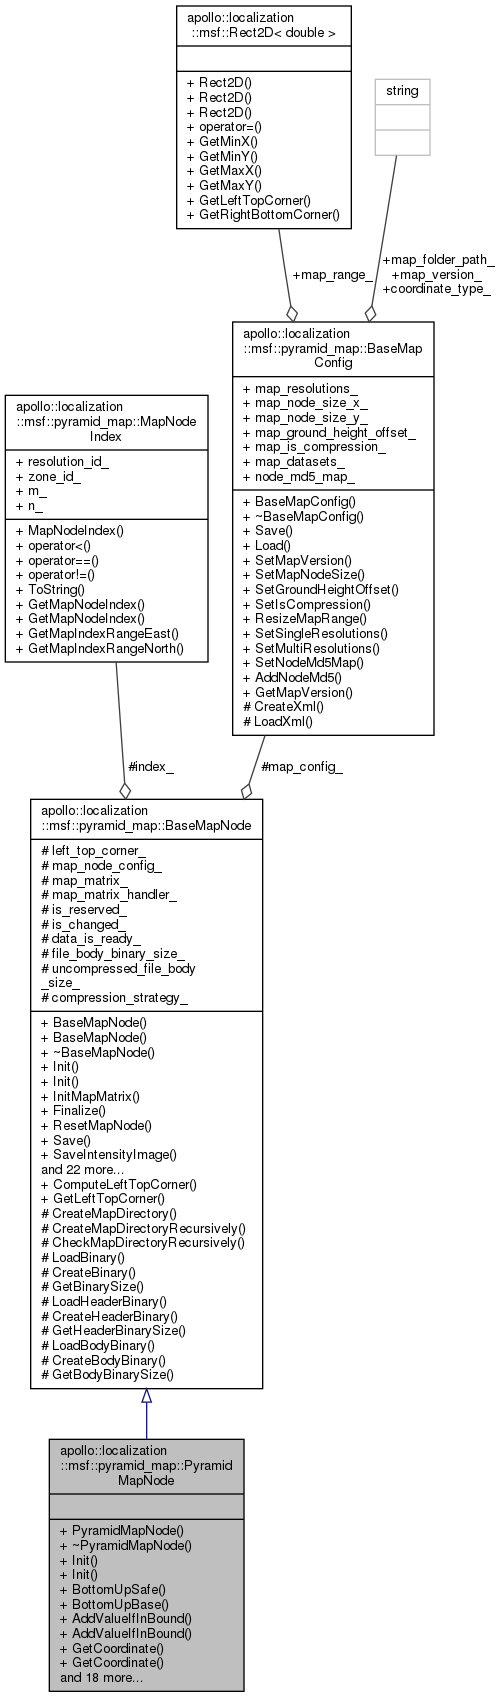 apollo::localization
::msf::Rect2D< double >
+ Rect2D()
+ Rect2D()
+ Rect2D()
+ operator=()
+ GetMinX()
+ GetMinY()
+ GetMaxX()
+ GetMaxY()
+ GetLeftTopCorner()
+ GetRightBottomCorner()
string
+map_range_
+map_folder_path_
+map_version_
+coordinate_type_
apollo::localization
::msf::pyramid_map::BaseMap
Config
+ map_resolutions_
+ map_node_size_x_
+ map_node_size_y_
+ map_ground_height_offset_
+ map_is_compression_
+ map_datasets_
+ node_md5_map_
+ BaseMapConfig()
+ ~BaseMapConfig()
+ Save()
+ Load()
+ SetMapVersion()
+ SetMapNodeSize()
+ SetGroundHeightOffset()
+ SetIsCompression()
+ ResizeMapRange()
+ SetSingleResolutions()
+ SetMultiResolutions()
+ SetNodeMd5Map()
+ AddNodeMd5()
+ GetMapVersion()
# CreateXml()
# LoadXml()
apollo::localization
::msf::pyramid_map::MapNode
Index
+ resolution_id_
+ zone_id_
+ m_
+ n_
+ MapNodeIndex()
+ operator<()
+ operator==()
+ operator!=()
+ ToString()
+ GetMapNodeIndex()
+ GetMapNodeIndex()
+ GetMapIndexRangeEast()
+ GetMapIndexRangeNorth()
#index_
#map_config_
apollo::localization
::msf::pyramid_map::BaseMapNode
# left_top_corner_
# map_node_config_
# map_matrix_
# map_matrix_handler_
# is_reserved_
# is_changed_
# data_is_ready_
# file_body_binary_size_
# uncompressed_file_body
_size_
# compression_strategy_
+ BaseMapNode()
+ BaseMapNode()
+ ~BaseMapNode()
+ Init()
+ Init()
+ InitMapMatrix()
+ Finalize()
+ ResetMapNode()
+ Save()
+ SaveIntensityImage()
and 22 more...
+ ComputeLeftTopCorner()
+ GetLeftTopCorner()
# CreateMapDirectory()
# CreateMapDirectoryRecursively()
# CheckMapDirectoryRecursively()
# LoadBinary()
# CreateBinary()
# GetBinarySize()
# LoadHeaderBinary()
# CreateHeaderBinary()
# GetHeaderBinarySize()
# LoadBodyBinary()
# CreateBodyBinary()
# GetBodyBinarySize()
apollo::localization
::msf::pyramid_map::Pyramid
MapNode
+ PyramidMapNode()
+ ~PyramidMapNode()
+ Init()
+ Init()
+ BottomUpSafe()
+ BottomUpBase()
+ AddValueIfInBound()
+ AddValueIfInBound()
+ GetCoordinate()
+ GetCoordinate()
and 18 more...